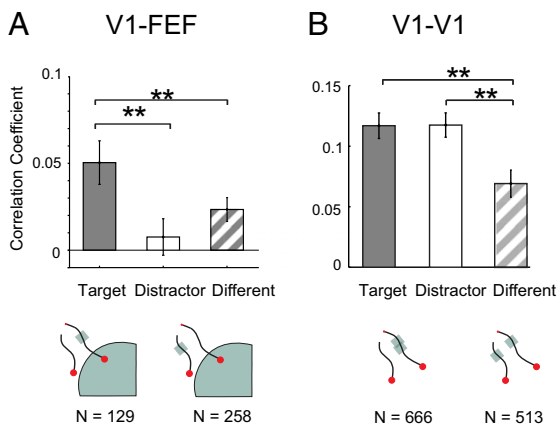 A V1-FEF
Correlation Coefficient
0.1
0.05
0
**
**
Target Distractor Different
N = 129 N = 258
B V1-V1
0.15
0.1
0.05
0
**
**
Target Distractor Different
N = 666 N = 513